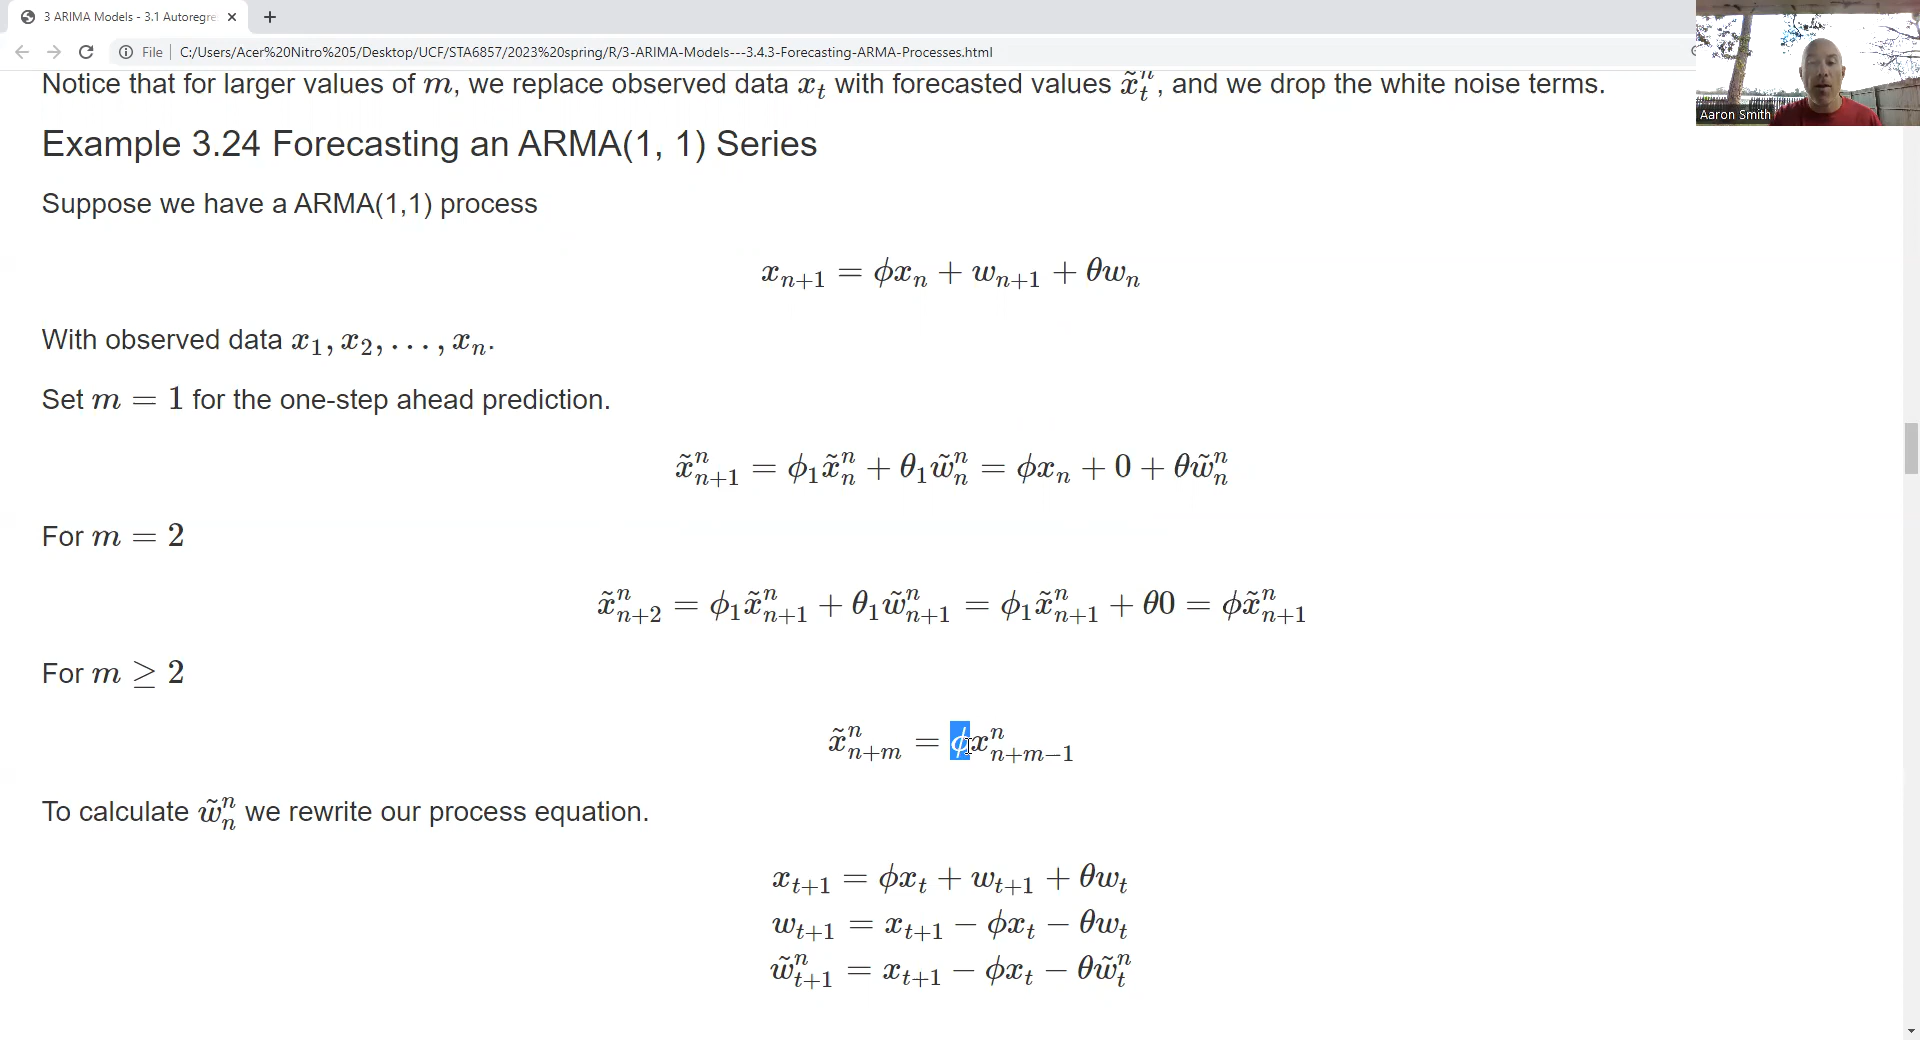 3 ARIMA Models - 3.1 Autoregre
File | C:/Users/Acer%20Nitro%205/Desktop/UCF/STA6857/2023%20spring/R/3-ARIMA-Models---3.4.3-Forecasting-ARMA-Processes.html
Notice that for larger values of m, we replace observed data x_t with forecasted values x̃_t^n, and we drop the white noise terms.
Aaron Smith
Example 3.24 Forecasting an ARMA(1, 1) Series
Suppose we have a ARMA(1,1) process
x_{n+1} = ϕx_n + w_{n+1} + θw_n
With observed data x_1, x_2, . . . , x_n.
Set m = 1 for the one-step ahead prediction.
x̃_{n+1}^n = ϕ_1x̃_n^n + θ_1w̃_n^n = ϕx_n + 0 + θw̃_n^n
For m = 2
x̃_{n+2}^n = ϕ_1x̃_{n+1}^n + θ_1w̃_{n+1}^n = ϕ_1x̃_{n+1}^n + θ0 = ϕx̃_{n+1}^n
For m ≥ 2
x̃_{n+m}^n = ϕx_{n+m−1}^n
To calculate w̃_n^n we rewrite our process equation.
x_{t+1} = ϕx_t + w_{t+1} + θw_t
w_{t+1} = x_{t+1} − ϕx_t − θw_t
w̃_{t+1}^n = x_{t+1} − ϕx_t − θw̃_t^n